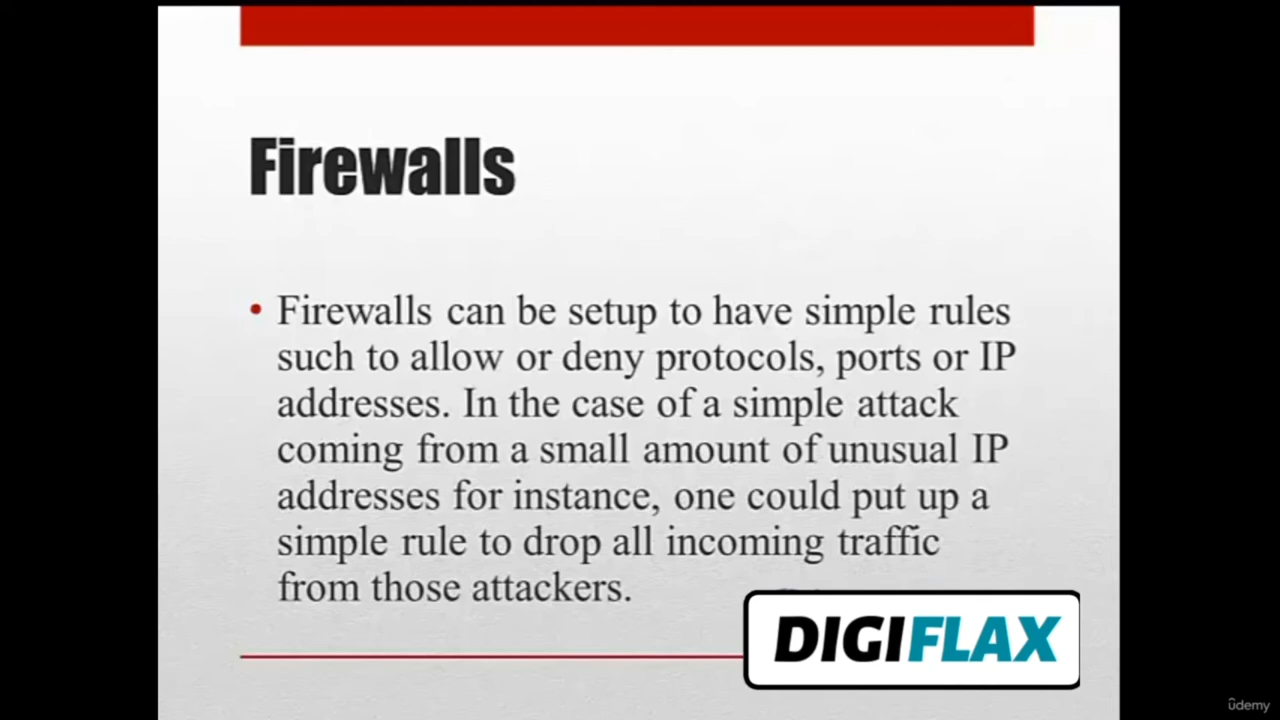 Firewalls
• Firewalls can be setup to have simple rules
such to allow or deny protocols, ports or IP
addresses. In the case of a simple attack
coming from a small amount of unusual IP
addresses for instance, one could put up a
simple rule to drop all incoming traffic
from those attackers.
DIGIFLAX
ûdemy